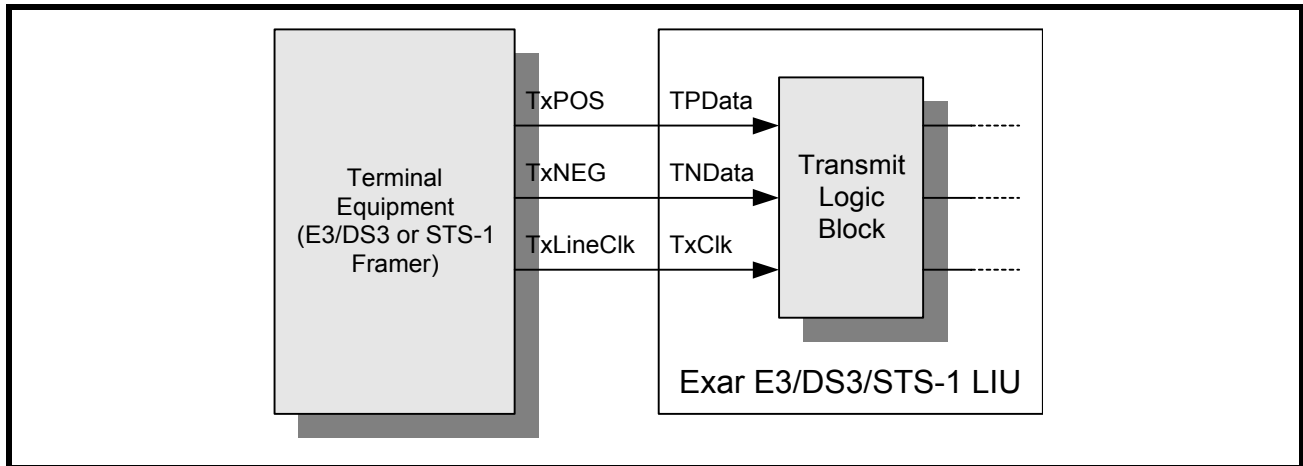 Terminal
Equipment
(E3/DS3 or STS-1
Framer)
TxPOS
TPData
TxNEG
TNData
TxLineClk
TxClk
Transmit
Logic
Block
Exar E3/DS3/STS-1 LIU